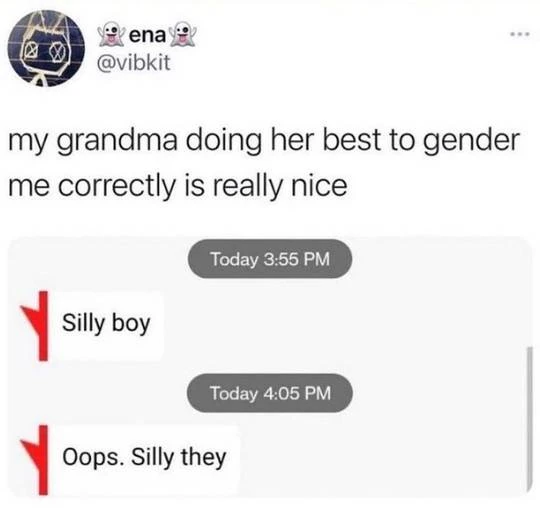 👻ena👻
@vibkit
my grandma doing her best to gender
me correctly is really nice
Today 3:55 PM
Silly boy
Today 4:05 PM
Oops. Silly they